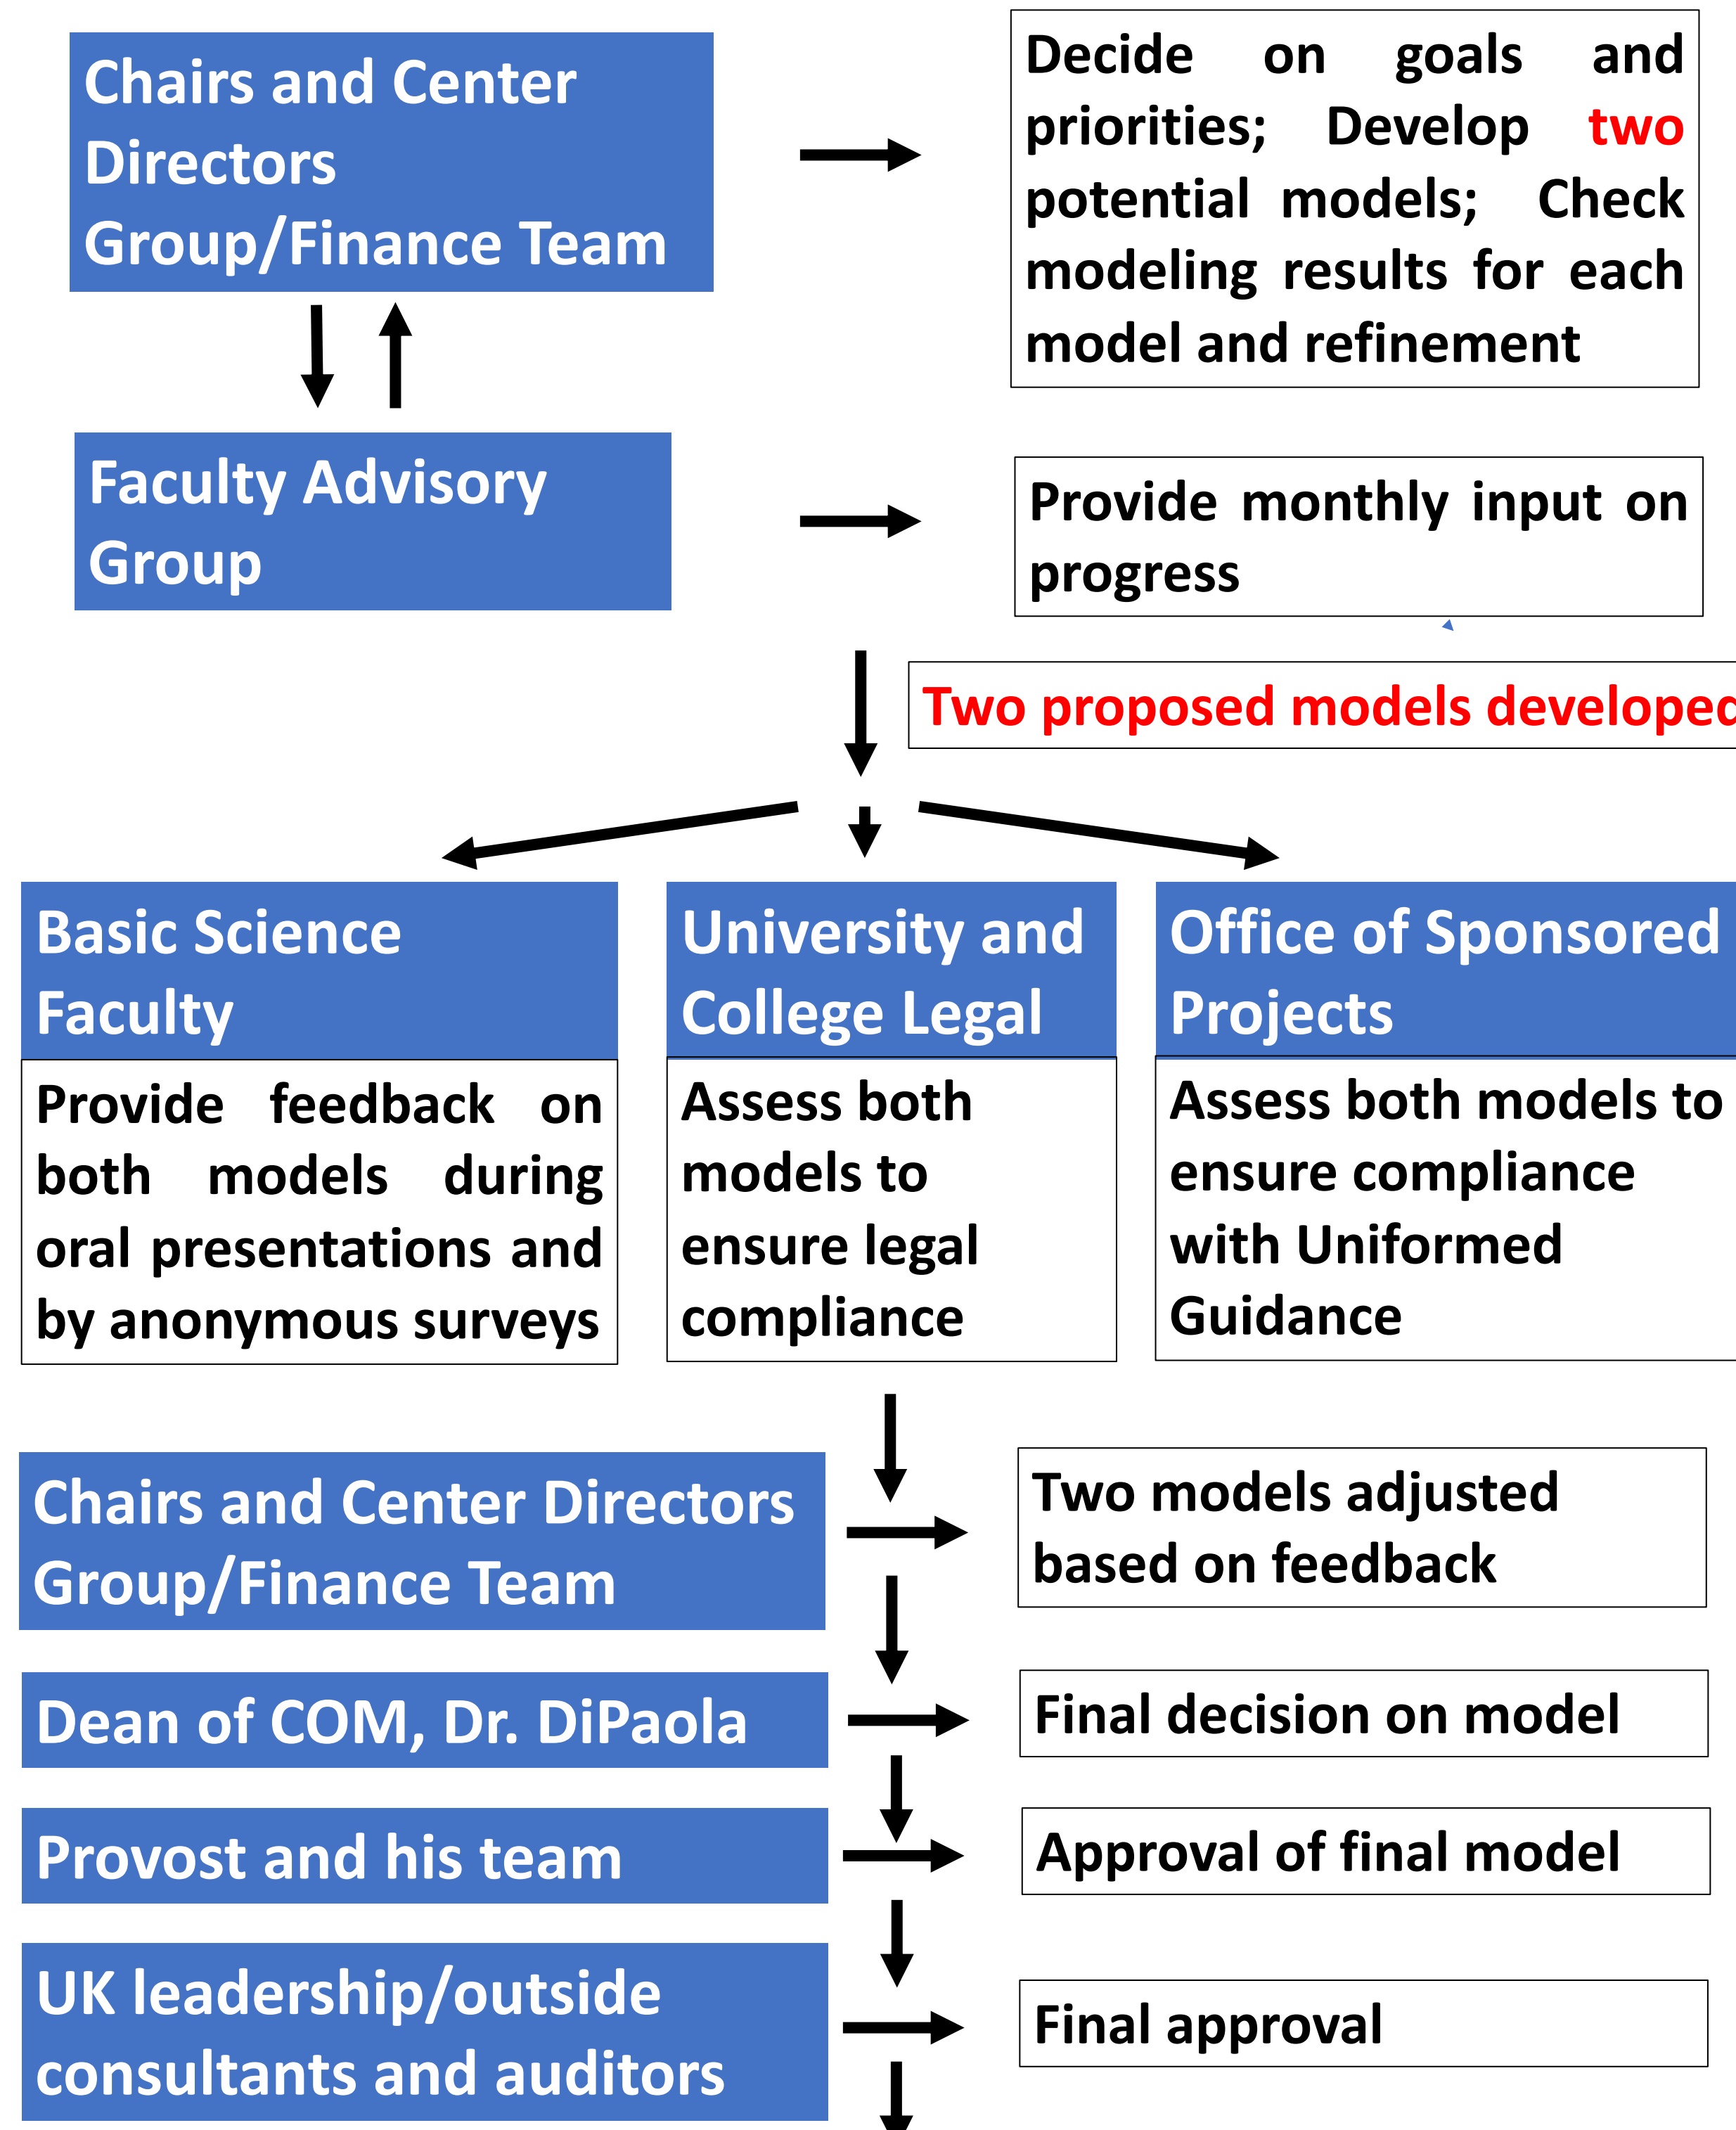 Chairs and Center
Directors
Group/Finance Team
Decide on goals and
priorities; Develop two
potential models; Check
modeling results for each
model and refinement
Faculty Advisory
Group
Provide monthly input on
progress
Two proposed models developed
Basic Science
Faculty
Provide feedback on
both models during
oral presentations and
by anonymous surveys
University and
College Legal
Assess both
models to
ensure legal
compliance
Office of Sponsored
Projects
Assess both models to
ensure compliance
with Uniformed
Guidance
Chairs and Center Directors
Group/Finance Team
Two models adjusted
based on feedback
Dean of COM, Dr. DiPaola
Final decision on model
Provost and his team
Approval of final model
UK leadership/outside
consultants and auditors
Final approval